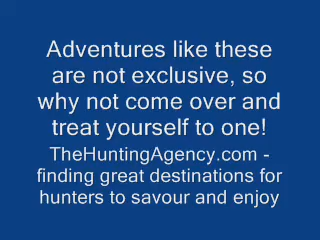 Adventures like these
are not exclusive, so
why not come over and
treat yourself to one!
TheHuntingAgency.com -
finding great destinations for
hunters to savour and enjoy